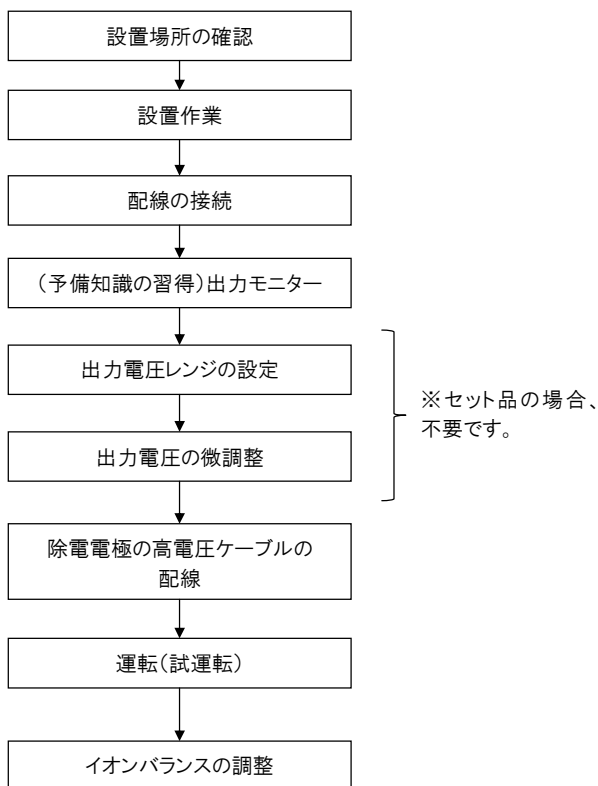 設置場所の確認
設置作業
配線の接続
（予備知識の習得）出力モニター
出力電圧レンジの設定
出力電圧の微調整
※セット品の場合、
不要です。
除電電極の高電圧ケーブルの
配線
運転（試運転）
イオンバランスの調整